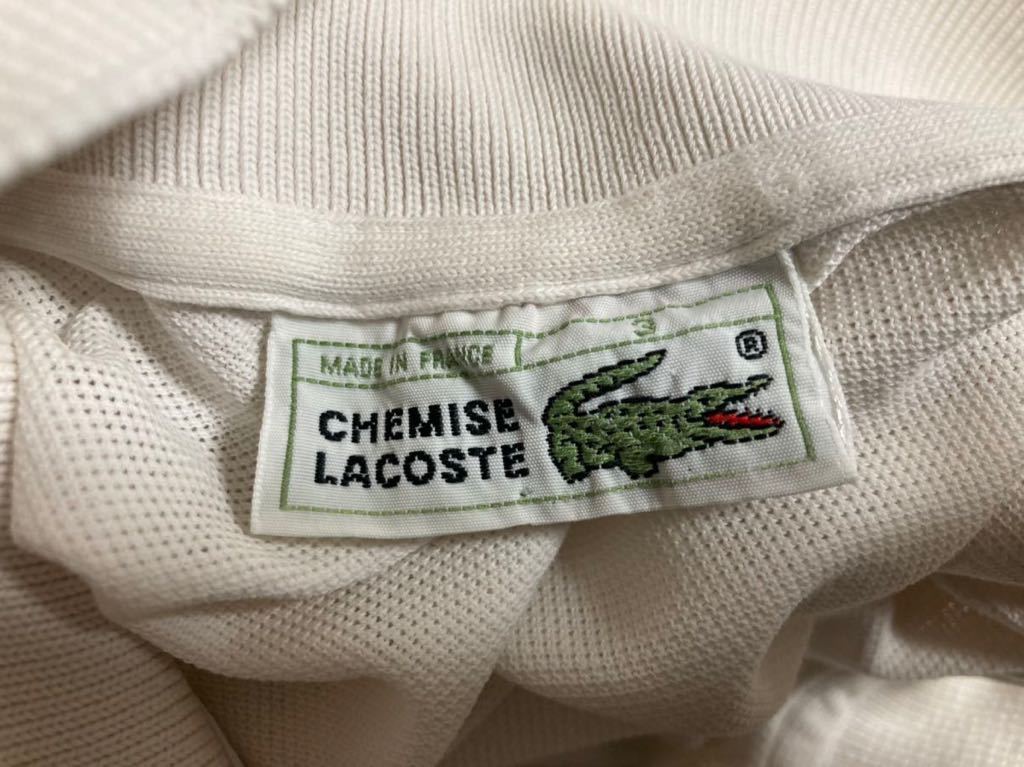 MADE IN FRANCE 3
®
CHEMISE
LACOSTE